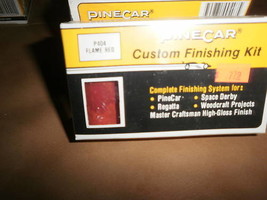 PINECAR
P404
FLAME RED
PINECAR
Custom Finishing Kit
Complete Finishing System for:
• PineCar • Space Derby
• Regatta • Woodcraft Projects
Master Craftsman High-Gloss Finish